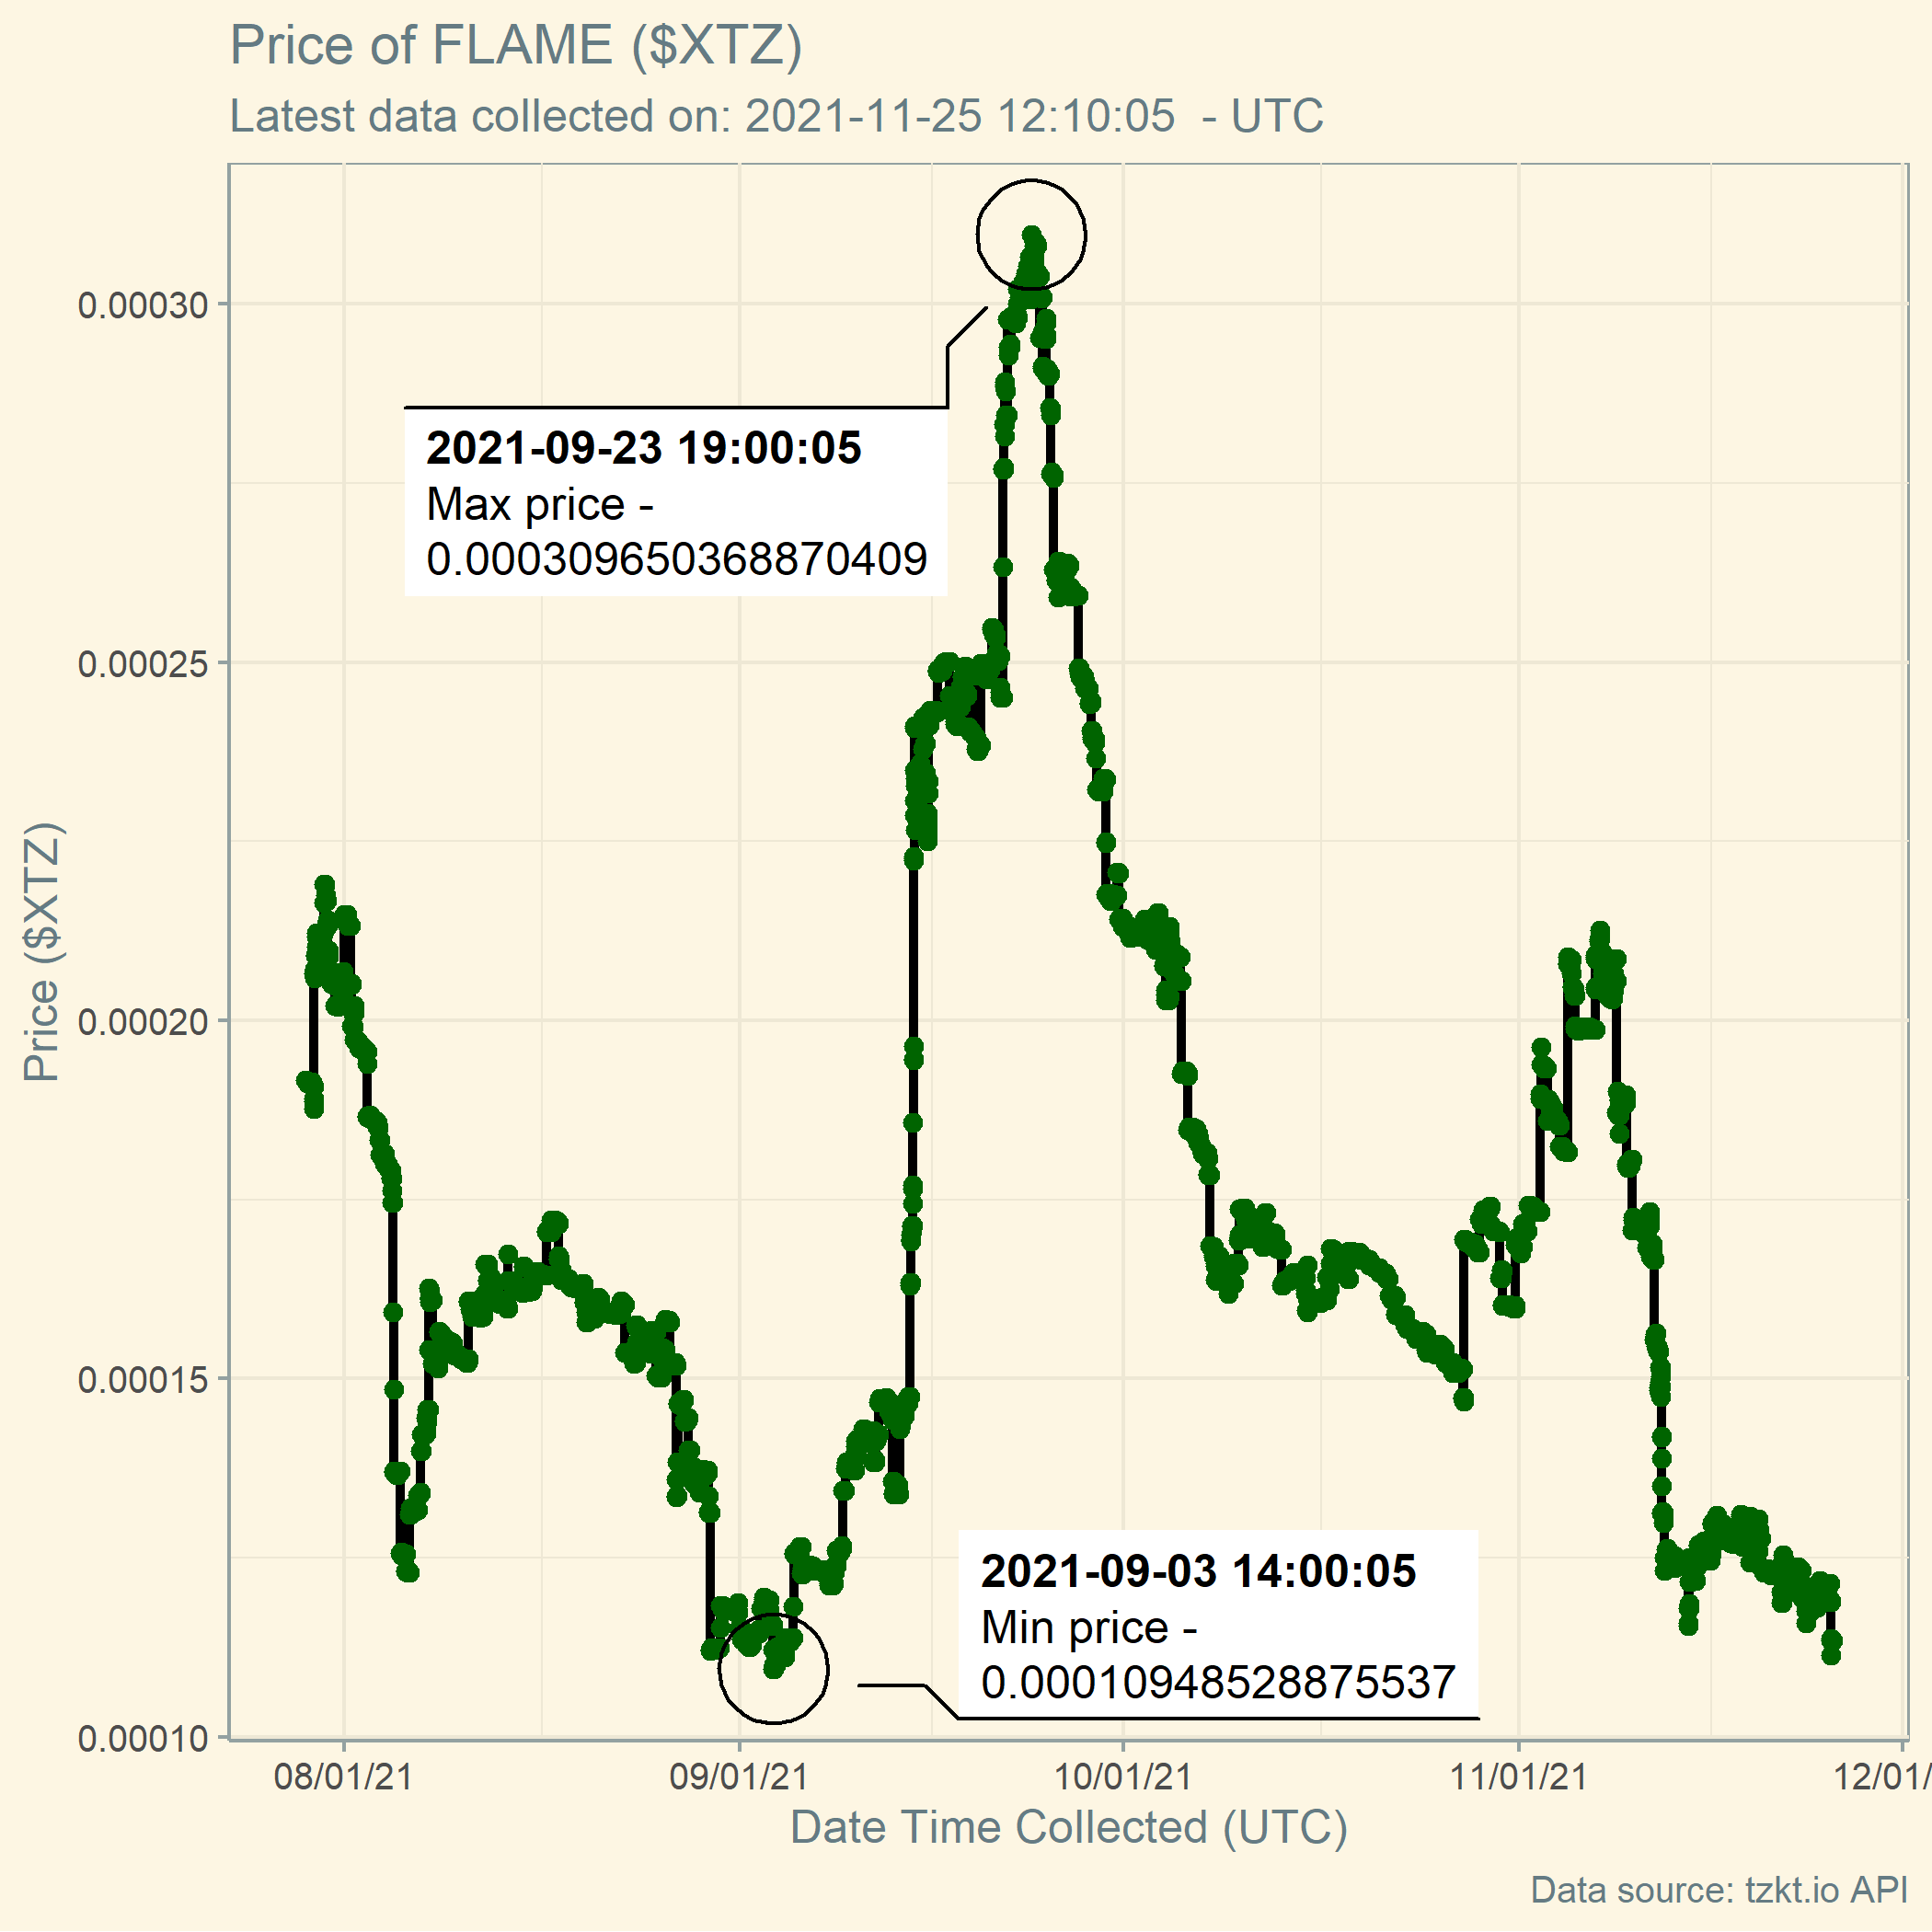 Price of FLAME ($XTZ)
Latest data collected on: 2021-11-25 12:10:05 - UTC
0.00030
0.00025
0.00020
0.00015
0.00010
Price ($XTZ)
2021-09-23 19:00:05
Max price -
0.000309650368870409
2021-09-03 14:00:05
Min price -
0.000109485288755537
08/01/21
09/01/21
10/01/21
11/01/21
12/01/
Date Time Collected (UTC)
Data source: tzkt.io API